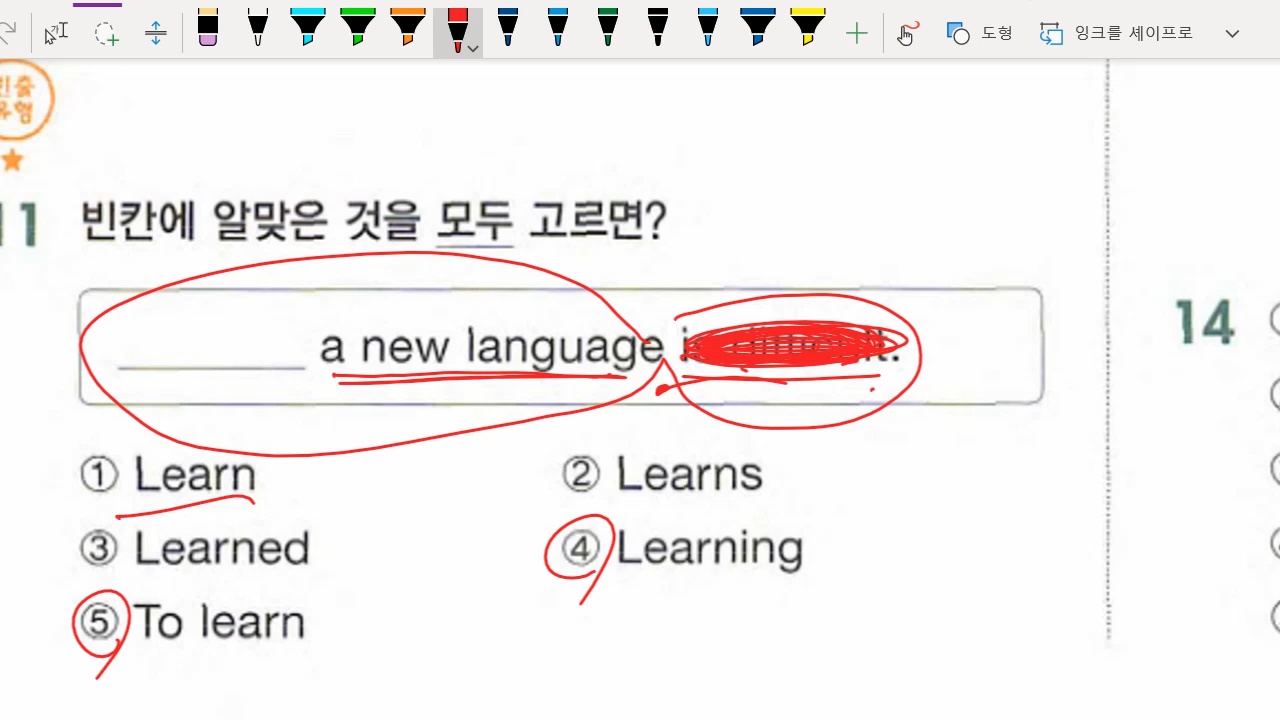 도형
잉크를 셰이프로
빈출
유형
11 빈칸에 알맞은 것을 모두 고르면?
a new language is difficult.
① Learn
② Learns
③ Learned
④ Learning
⑤ To learn
14